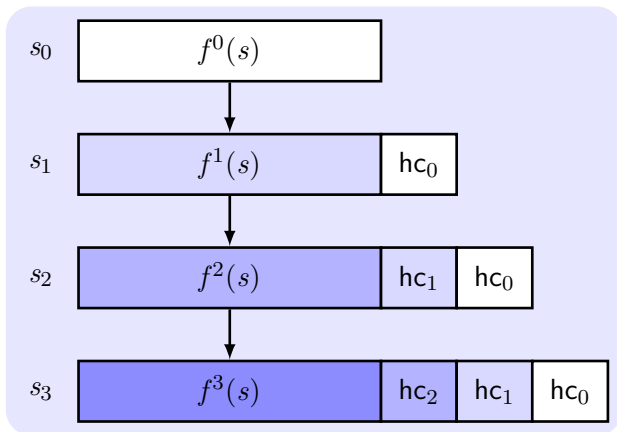 s₀ f⁰(s)
s₁ f¹(s) hc₀
s₂ f²(s) hc₁ hc₀
s₃ f³(s) hc₂ hc₁ hc₀